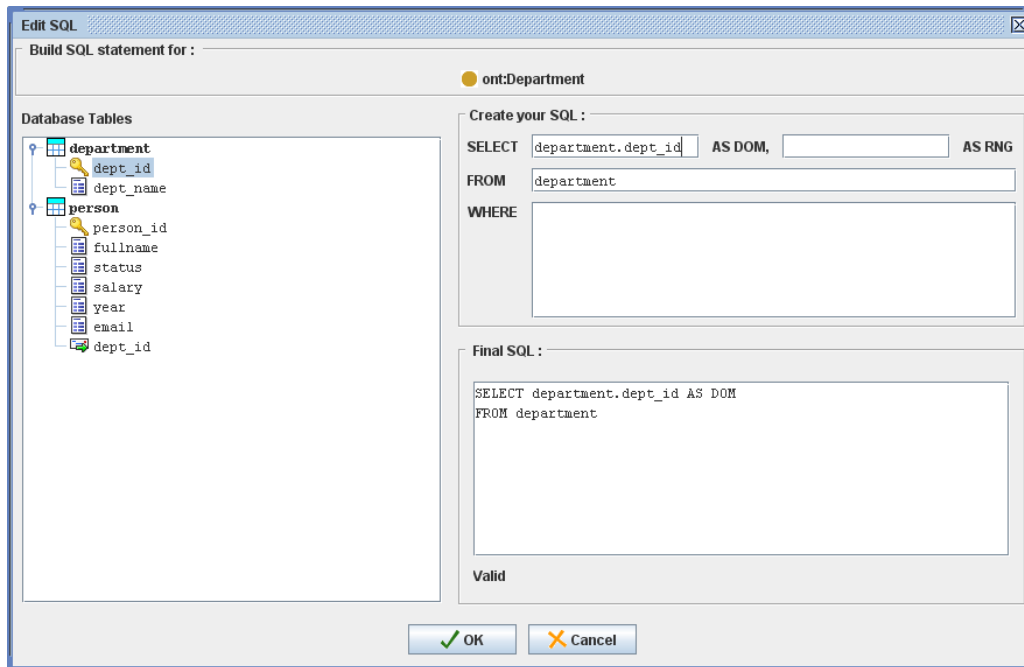 Edit SQL
Build SQL statement for :
ont:Department
Database Tables
department
dept_id
dept_name
person
person_id
fullname
status
salary
year
email
dept_id
Create your SQL :
SELECT department.dept_id AS DOM, AS RNG
FROM department
WHERE
Final SQL :
SELECT department.dept_id AS DOM
FROM department
Valid
OK Cancel